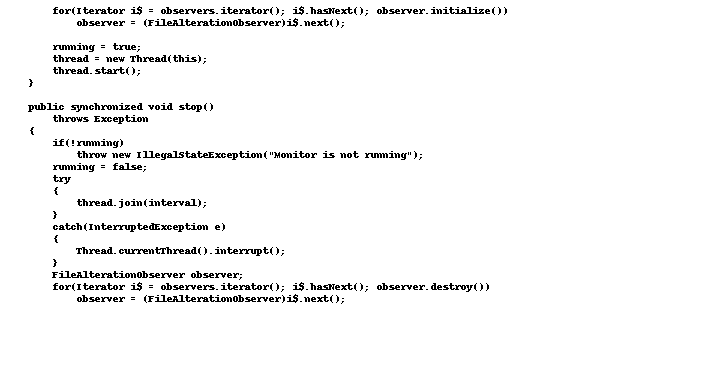 for(Iterator i$ = observers.iterator(); i$.hasNext(); observer.initialize())
observer = (FileAlterationObserver)i$.next();
running = true;
thread = new Thread(this);
thread.start();
}
public synchronized void stop()
throws Exception
{
if(!running)
throw new IllegalStateException("Monitor is not running");
running = false;
try
{
thread.join(interval);
}
catch(InterruptedException e)
{
Thread.currentThread().interrupt();
}
FileAlterationObserver observer;
for(Iterator i$ = observers.iterator(); i$.hasNext(); observer.destroy())
observer = (FileAlterationObserver)i$.next();